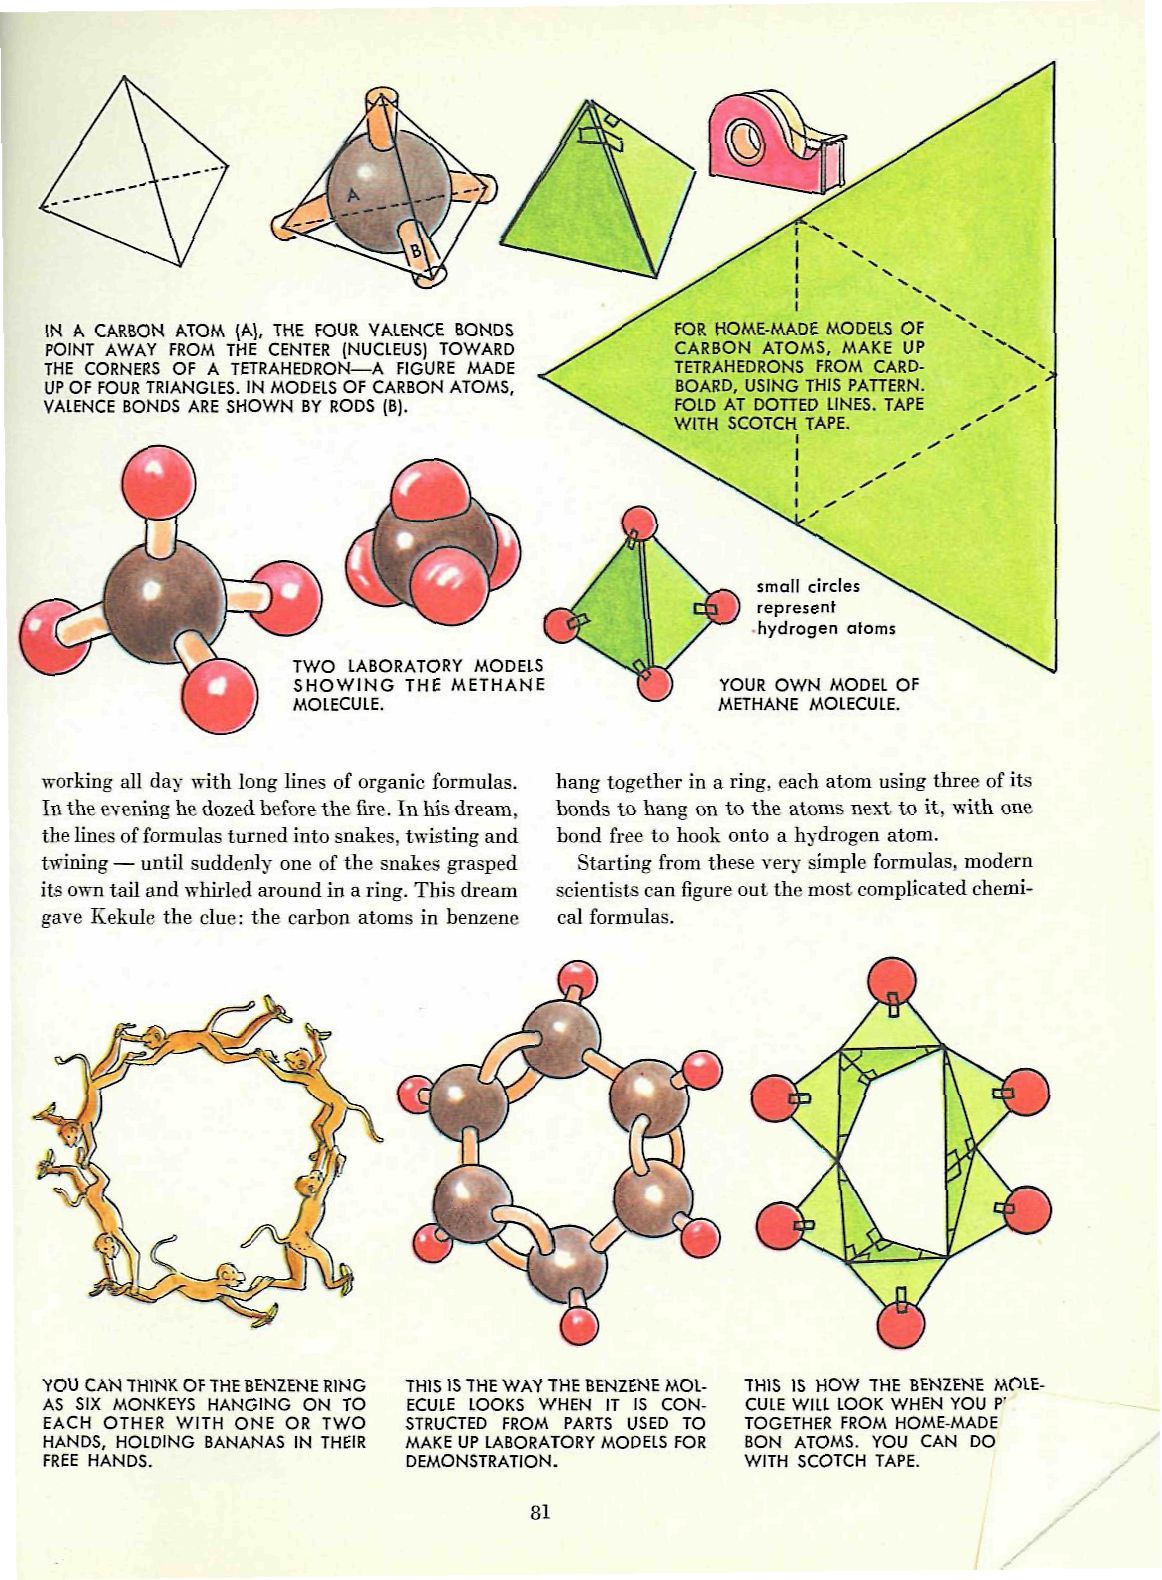 A
B
IN A CARBON ATOM (A), THE FOUR VALENCE BONDS
POINT AWAY FROM THE CENTER (NUCLEUS) TOWARD
THE CORNERS OF A TETRAHEDRON—A FIGURE MADE
UP OF FOUR TRIANGLES. IN MODELS OF CARBON ATOMS,
VALENCE BONDS ARE SHOWN BY RODS (B).
FOR HOME-MADE MODELS OF
CARBON ATOMS, MAKE UP
TETRAHEDRONS FROM CARD-
BOARD, USING THIS PATTERN.
FOLD AT DOTTED LINES. TAPE
WITH SCOTCH TAPE.
small circles
represent
hydrogen atoms
TWO LABORATORY MODELS
SHOWING THE METHANE
MOLECULE.
YOUR OWN MODEL OF
METHANE MOLECULE.
working all day with long lines of organic formulas.
In the evening he dozed before the fire. In his dream,
the lines of formulas turned into snakes, twisting and
twining — until suddenly one of the snakes grasped
its own tail and whirled around in a ring. This dream
gave Kekule the clue: the carbon atoms in benzene
hang together in a ring, each atom using three of its
bonds to hang on to the atoms next to it, with one
bond free to hook onto a hydrogen atom.
Starting from these very simple formulas, modern
scientists can figure out the most complicated chemi-
cal formulas.
YOU CAN THINK OF THE BENZENE RING
AS SIX MONKEYS HANGING ON TO
EACH OTHER WITH ONE OR TWO
HANDS, HOLDING BANANAS IN THEIR
FREE HANDS.
THIS IS THE WAY THE BENZENE MOL-
ECULE LOOKS WHEN IT IS CON-
STRUCTED FROM PARTS USED TO
MAKE UP LABORATORY MODELS FOR
DEMONSTRATION.
THIS IS HOW THE BENZENE MOLE-
CULE WILL LOOK WHEN YOU
TOGETHER FROM HOME-MADE
BON ATOMS. YOU CAN DO
WITH SCOTCH TAPE.
81